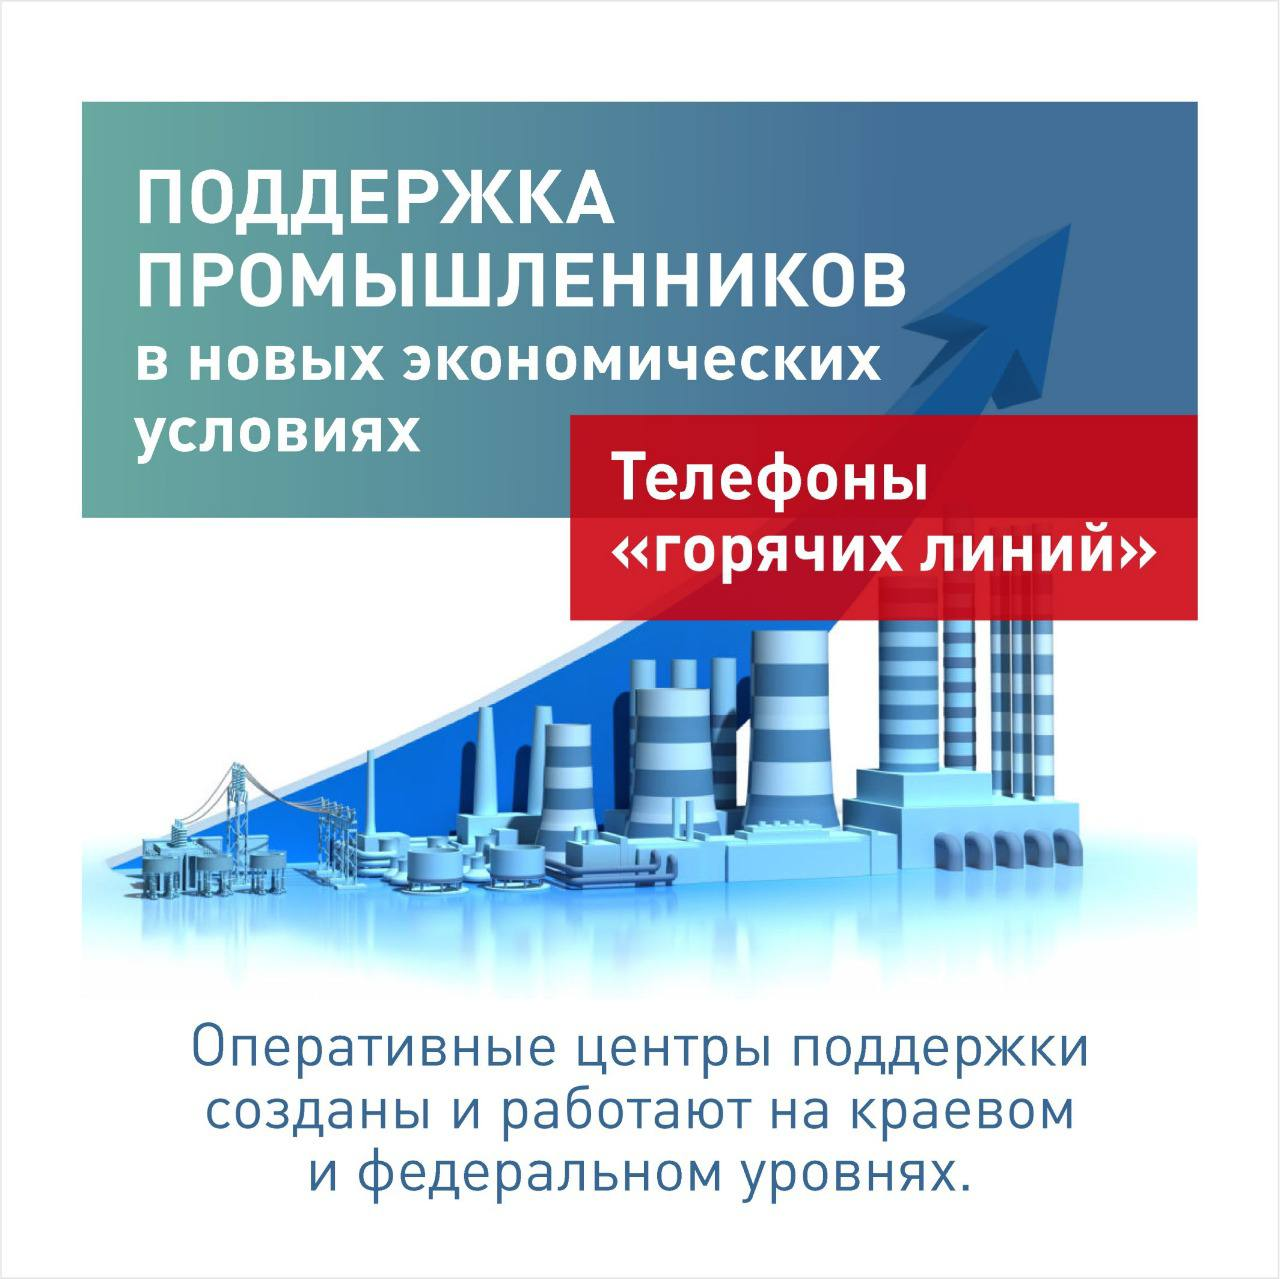 ПОДДЕРЖКА
ПРОМЫШЛЕННИКОВ
в новых экономических
условиях
Телефоны
«горячих линий»
Оперативные центры поддержки
созданы и работают на краевом
и федеральном уровнях.